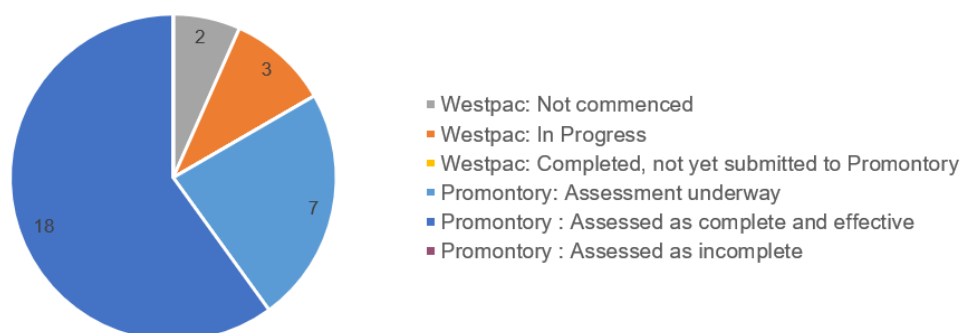 2
3
7
18
Westpac: Not commenced
Westpac: In Progress
Westpac: Completed, not yet submitted to Promontory
Promontory: Assessment underway
Promontory : Assessed as complete and effective
Promontory : Assessed as incomplete